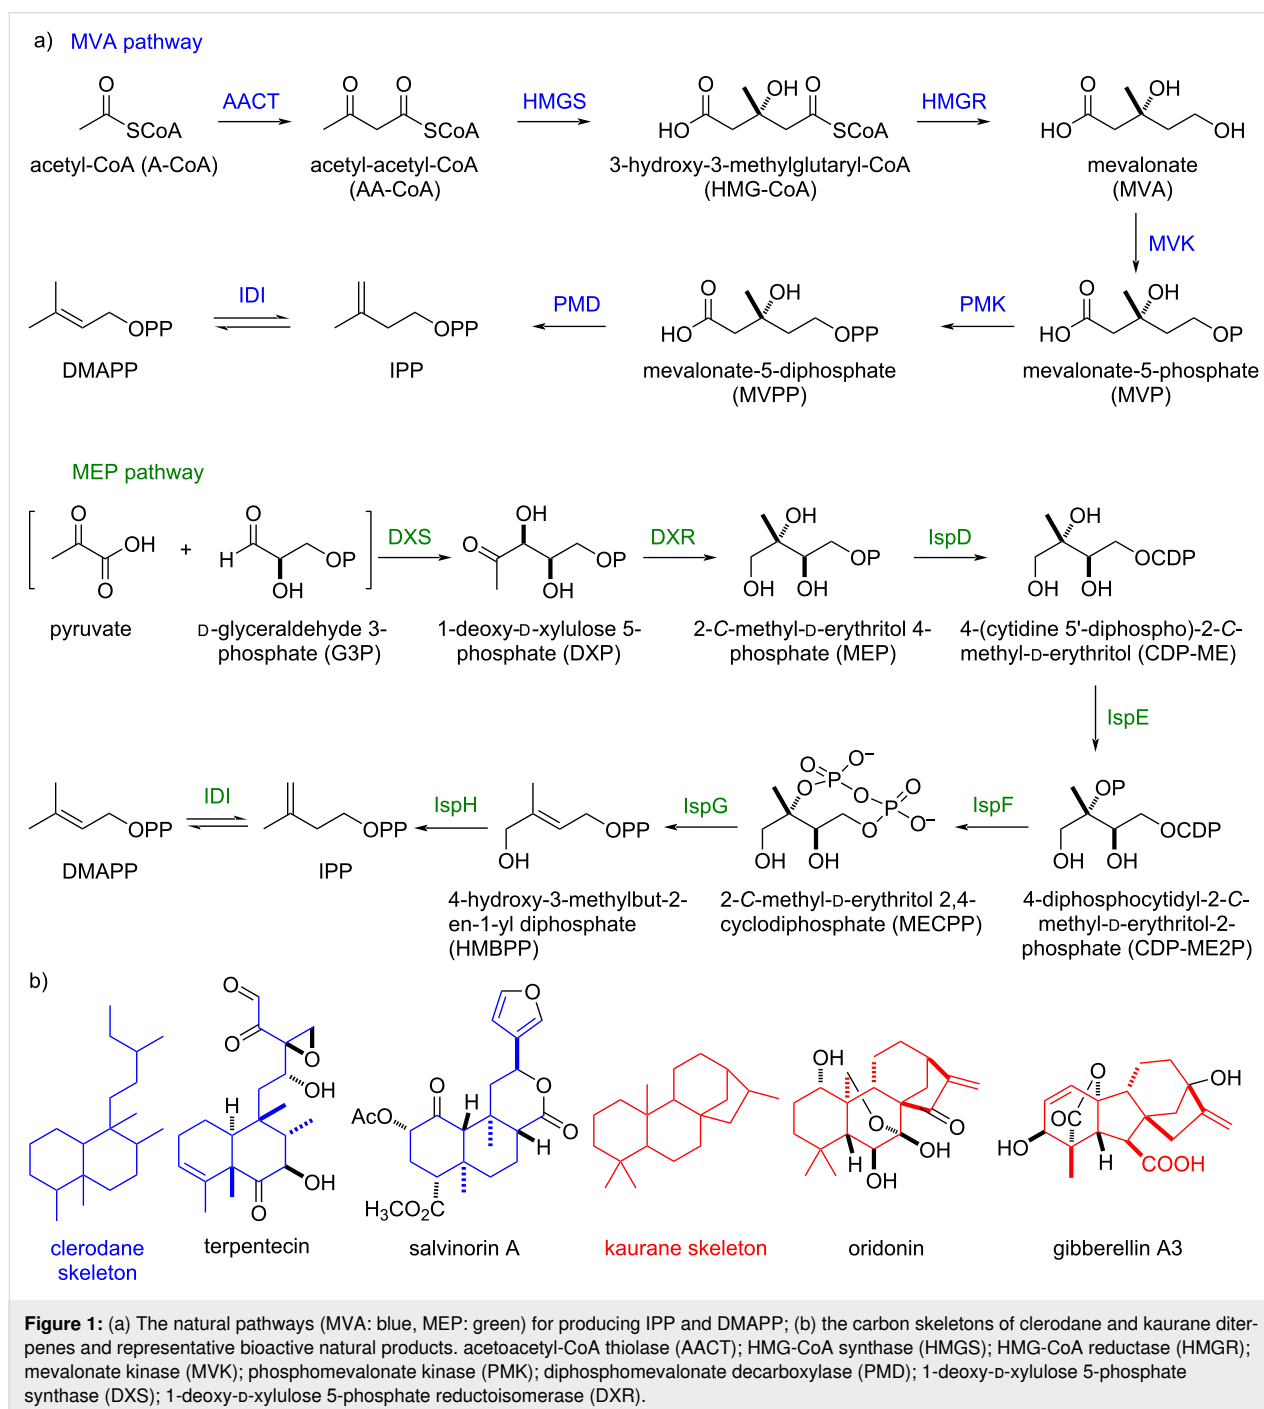 a) MVA pathway
O O O O OH O O OH
AACT HMGS HMGR
SCoA SCoA HO SCoA HO OH
acetyl-CoA (A-CoA) acetyl-acetyl-CoA 3-hydroxy-3-methylglutaryl-CoA mevalonate
(AA-CoA) (HMG-CoA) (MVA)
MVK
IDI PMD O OH PMK O OH
OPP OPP HO OPP HO OP
DMAPP IPP mevalonate-5-diphosphate mevalonate-5-phosphate
(MVPP) (MVP)
MEP pathway
O O OH OH OH
OH + H OP DXS O OP DXR OP IspD OCDP
O OH OH OH OH OH OH
pyruvate D-glyceraldehyde 3- 1-deoxy-D-xylulose 5- 2-C-methyl-D-erythritol 4- 4-(cytidine 5'-diphospho)-2-C-
phosphate (G3P) phosphate (DXP) phosphate (MEP) methyl-D-erythritol (CDP-ME)
IspE
O O−
O P O OP
IDI IspH IspG O P IspF
OPP OPP OPP O O− OCDP
OH OH OH OH OH
DMAPP IPP
4-hydroxy-3-methylbut-2- 2-C-methyl-D-erythritol 2,4- 4-diphosphocytidyl-2-C-
en-1-yl diphosphate cyclodiphosphate (MECPP) methyl-D-erythritol-2-
(HMBPP) phosphate (CDP-ME2P)
b)
O O
O O OH O
O O OH
OH AcO O O
H H O O O
H H OH HO COOH
OH H H
O H3CO2C OH
clerodane terpentecin salvinorin A kaurane skeleton oridonin gibberellin A3
skeleton
Figure 1: (a) The natural pathways (MVA: blue, MEP: green) for producing IPP and DMAPP; (b) the carbon skeletons of clerodane and kaurane diter-
penes and representative bioactive natural products. acetoacetyl-CoA thiolase (AACT); HMG-CoA synthase (HMGS); HMG-CoA reductase (HMGR);
mevalonate kinase (MVK); phosphomevalonate kinase (PMK); diphosphomevalonate decarboxylase (PMD); 1-deoxy-D-xylulose 5-phosphate
synthase (DXS); 1-deoxy-D-xylulose 5-phosphate reductoisomerase (DXR).